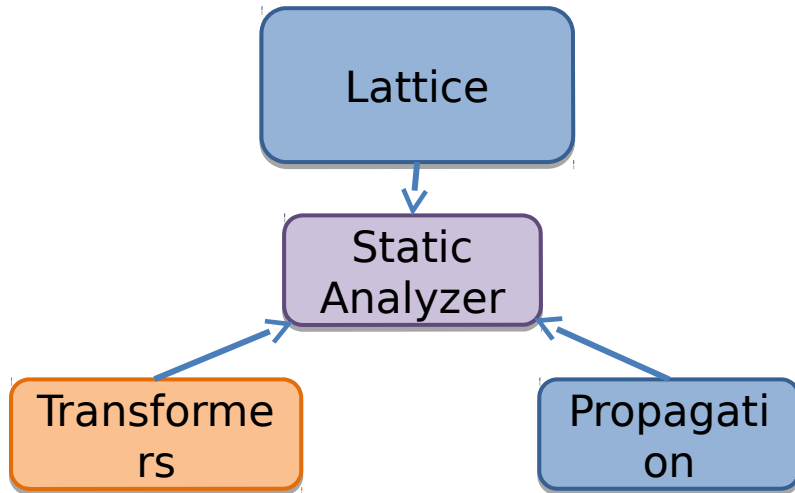 Lattice
Static
Analyzer
Transforme
rs
Propagati
on